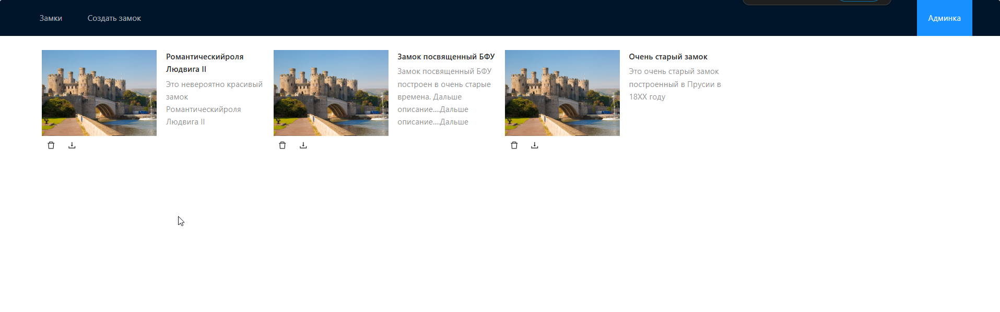 Замки
Создать замок
Админка
Романтическийроля
Людвига II
Это невероятно красивый
замок
Романтическийроля
Людвига II
Замок посвященный БФУ
Замок посвященный БФУ
построен в очень старые
времена. Дальше
описание....Дальше
описание....Дальше
Очень старый замок
Это очень старый замок
построенный в Прусии в
18XX году